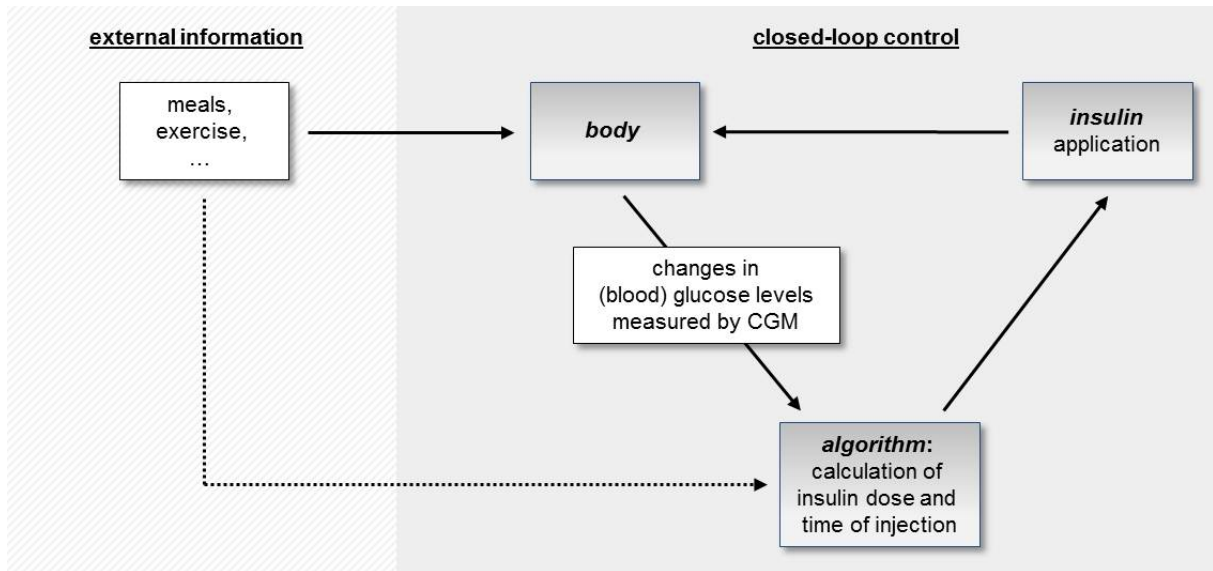 external information
closed-loop control
meals,
exercise,
…
body
insulin
application
changes in
(blood) glucose levels
measured by CGM
algorithm:
calculation of
insulin dose and
time of injection